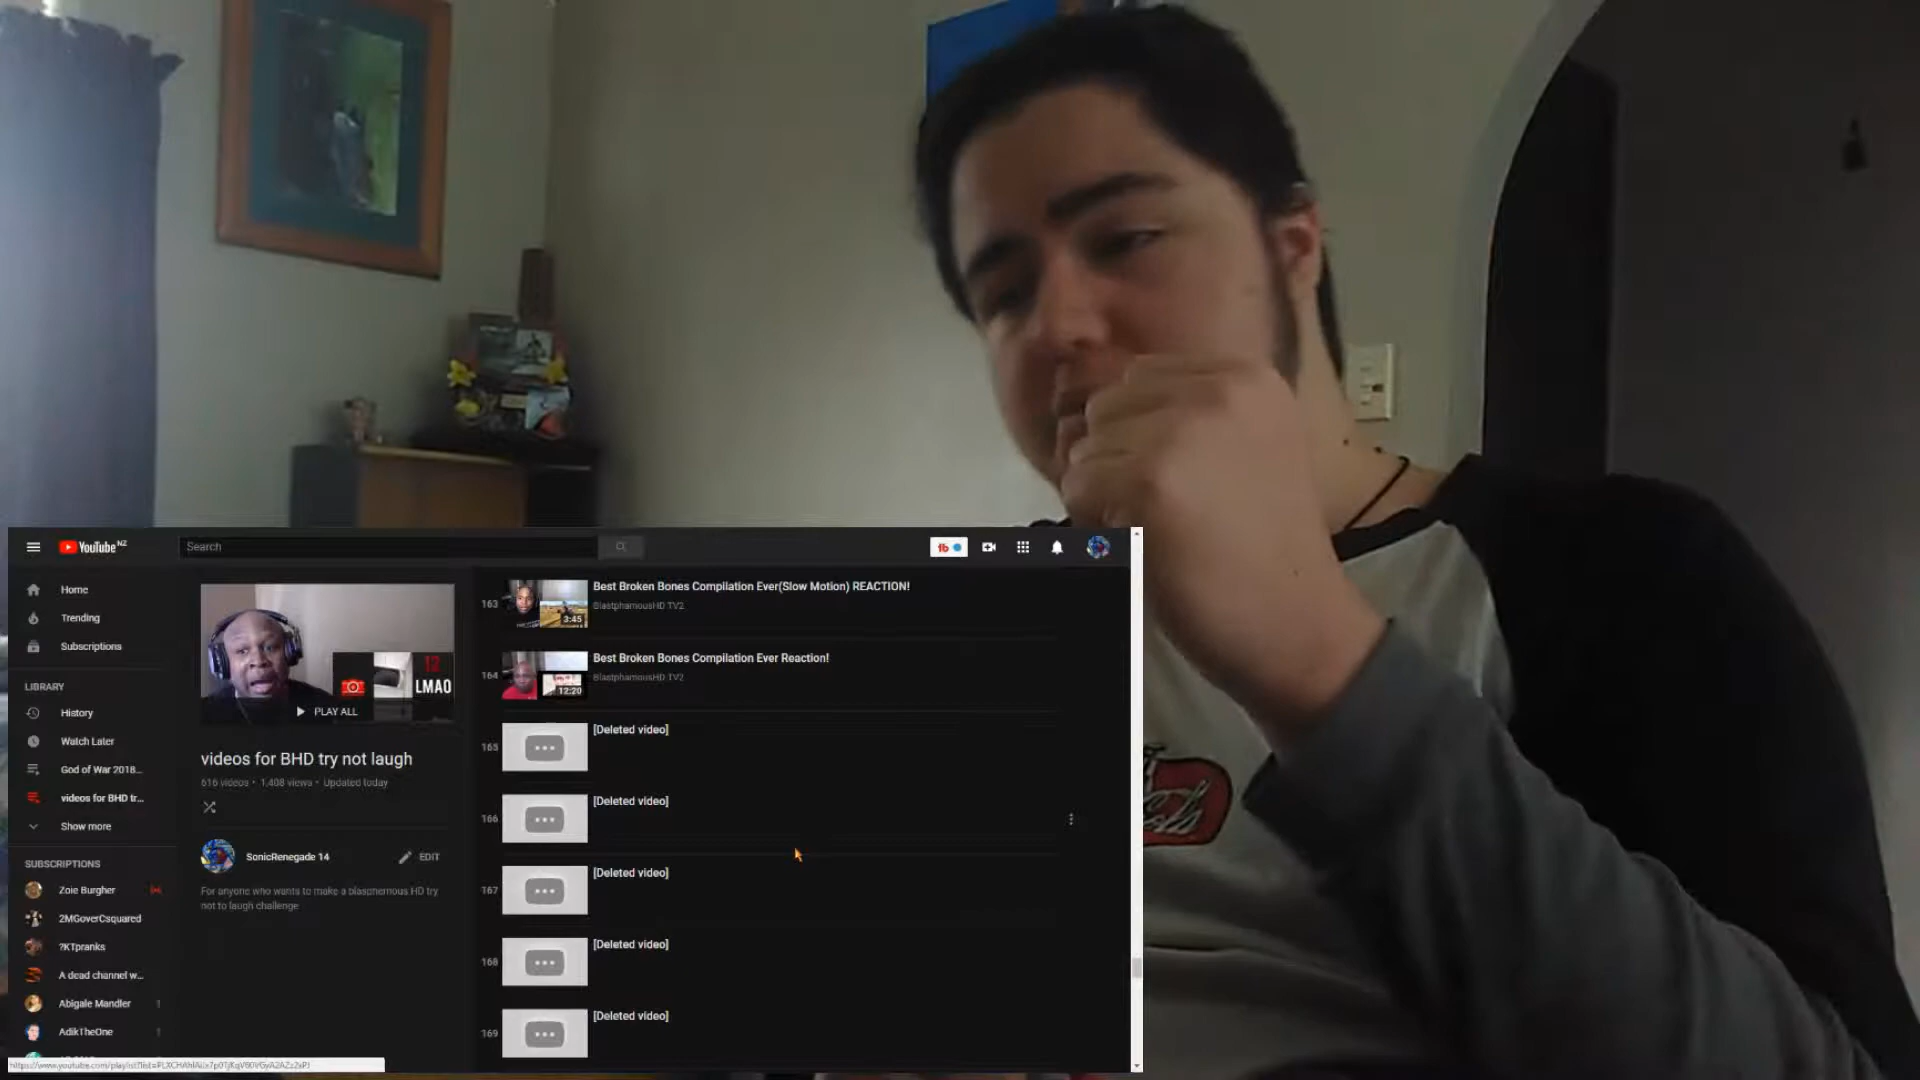 YouTube NZ
Search
fb
Home
Trending
Subscriptions
LIBRARY
History
Watch Later
God of War 2018...
videos for BHD tr...
Show more
SUBSCRIPTIONS
Zoie Burgher
2MGoverCsquared
?KTpranks
A dead channel w...
Abigale Mandler 1
AdikTheOne 1
12
LMAO
PLAY ALL
videos for BHD try not laugh
616 videos • 1,408 views • Updated today
SonicRenegade 14
EDIT
For anyone who wants to make a blasphemous HD try
not to laugh challenge
163
3:45
Best Broken Bones Compilation Ever(Slow Motion) REACTION!
BlastphamousHD TV2
164
12:20
Best Broken Bones Compilation Ever Reaction!
BlastphamousHD TV2
165
[Deleted video]
166
[Deleted video]
167
[Deleted video]
168
[Deleted video]
169
[Deleted video]